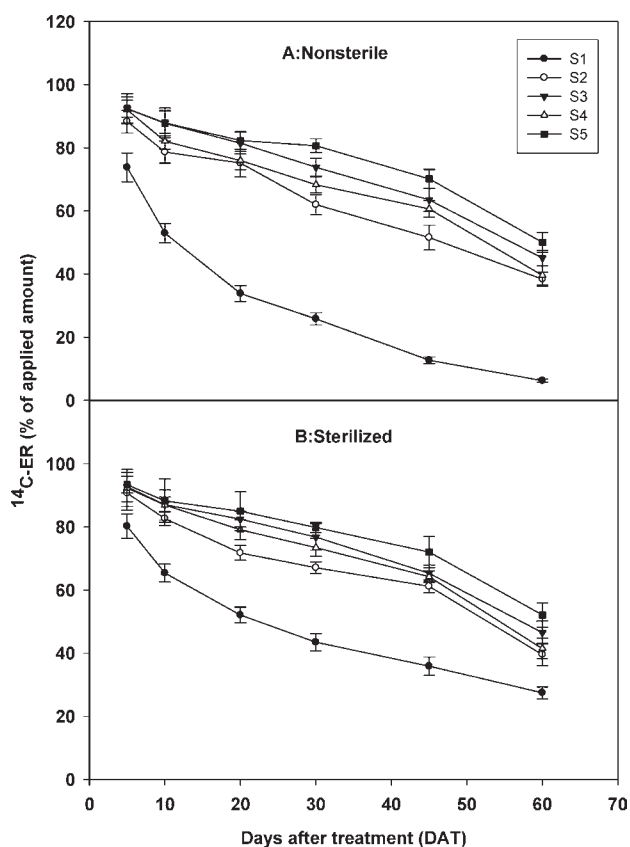 120
A:Nonsterile
S1
S2
S3
S4
S5
100
80
60
40
20
0
B:Sterilized
100
80
60
40
20
0
0 10 20 30 40 50 60 70
Days after treatment (DAT)
14C-ER (% of applied amount)